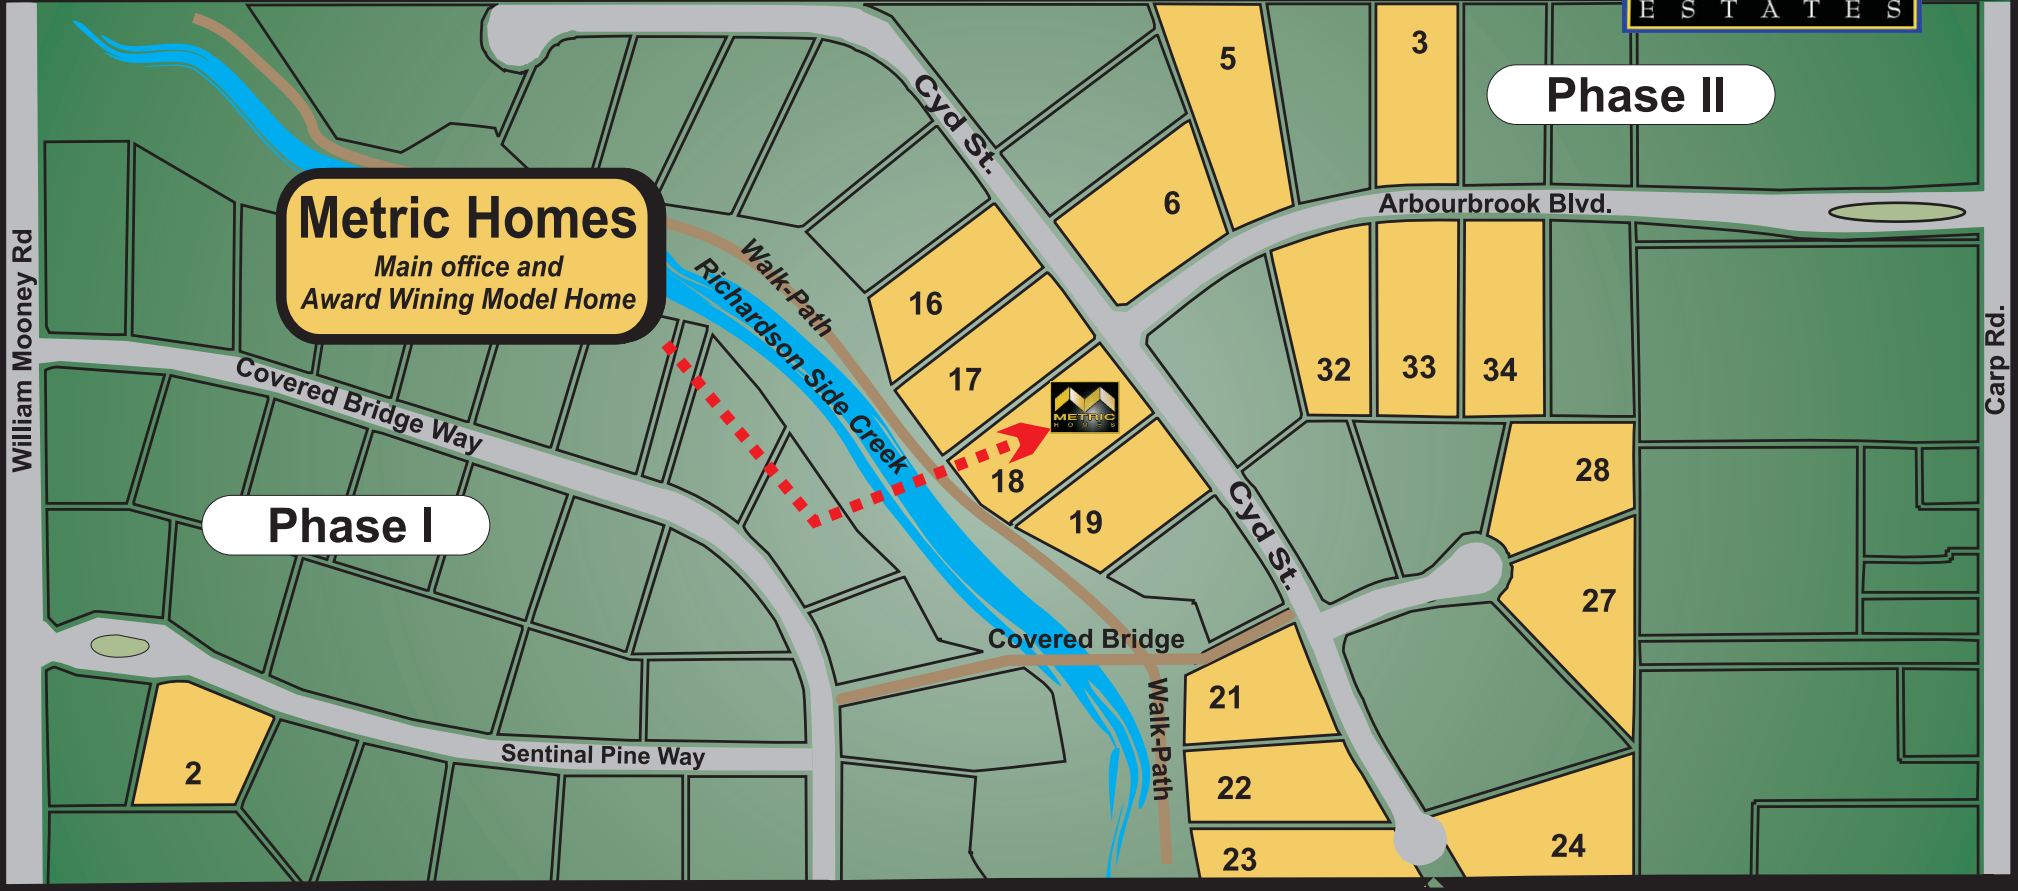 ESTATES
5
3
Phase II
Cyd St.
6
Arbourbrook Blvd.
Metric Homes
Main office and
Award Wining Model Home
William Mooney Rd
Walk-Path
Richardson Side Creek
16
17
METRIC
HOMES
32
33
34
Carp Rd.
Covered Bridge Way
18
19
28
Phase I
Cyd St.
27
Covered Bridge
21
Walk-Path
Sentinal Pine Way
2
22
23
24